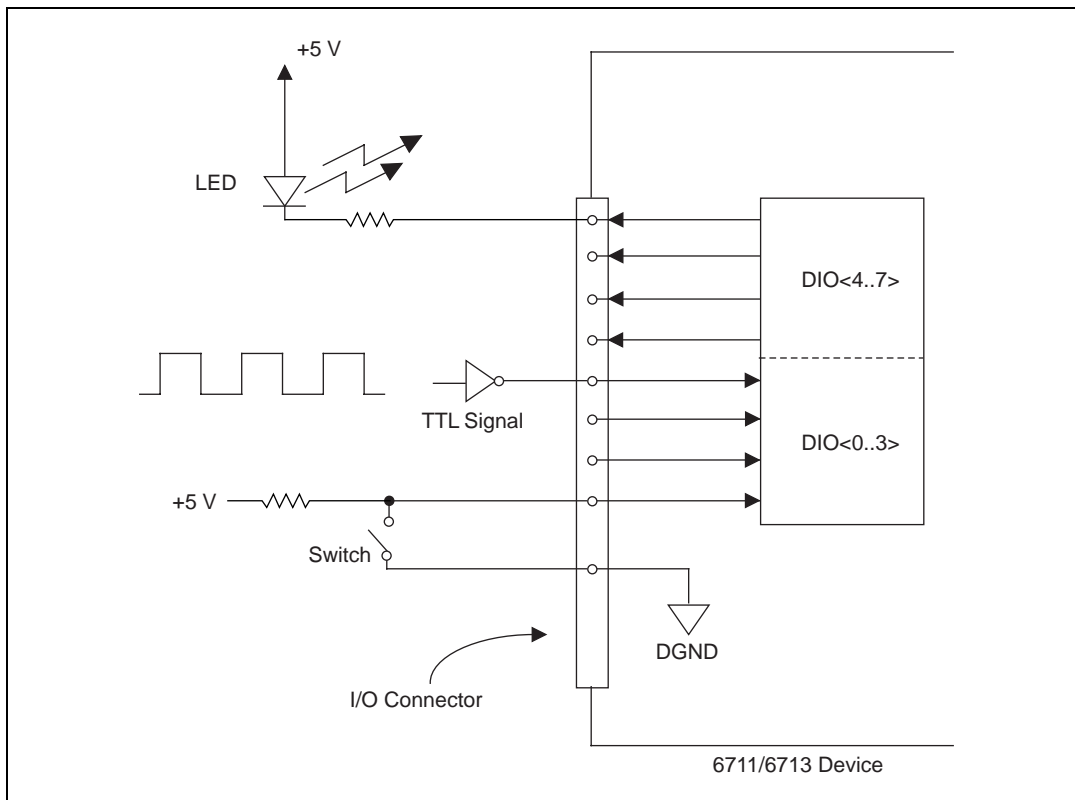 +5 V
LED
DIO<4..7>
TTL Signal
DIO<0..3>
+5 V
Switch
DGND
I/O Connector
6711/6713 Device